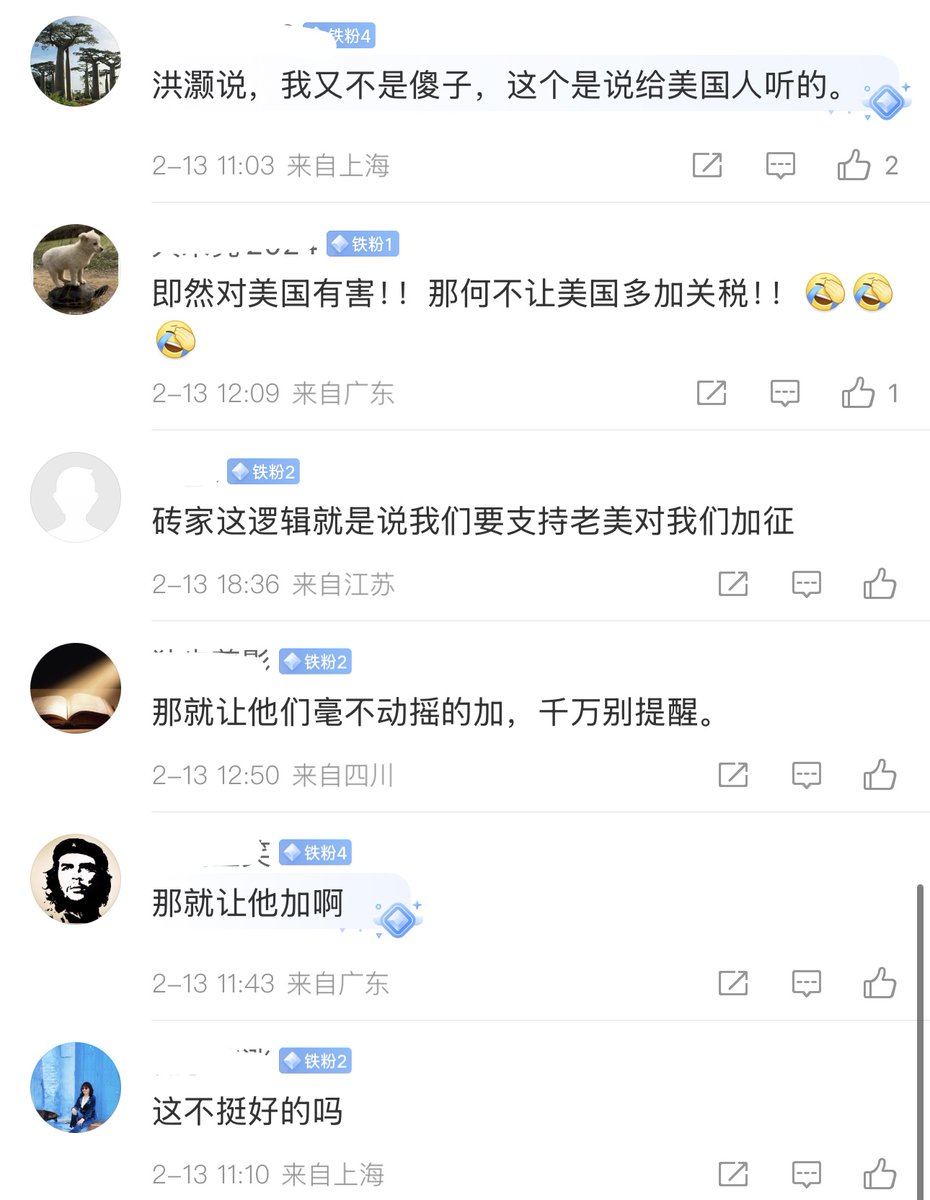 铁粉4
洪灏说，我又不是傻子，这个是说给美国人听的。
2-13 11:03 来自上海
2
铁粉1
即然对美国有害！！那何不让美国多加关税！！🤣🤣
🤣
2-13 12:09 来自广东
1
铁粉2
砖家这逻辑就是说我们要支持老美对我们加征
2-13 18:36 来自江苏
铁粉2
那就让他们毫不动摇的加，千万别提醒。
2-13 12:50 来自四川
铁粉4
那就让他加啊
2-13 11:43 来自广东
铁粉2
这不挺好的吗
2-13 11:10 来自上海